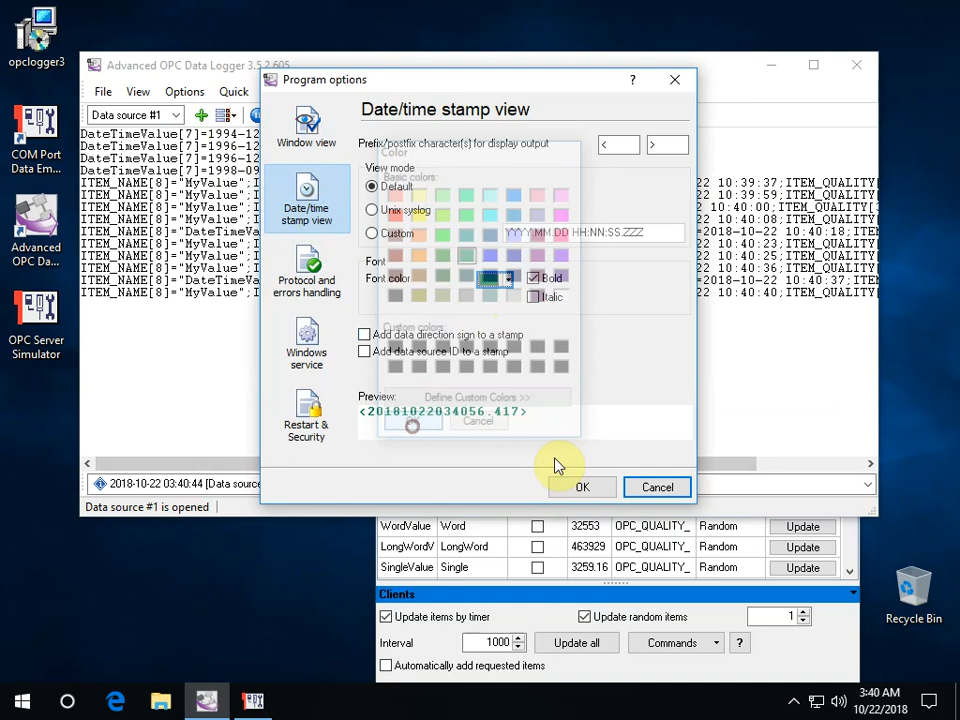 opclogger3
COM Port
Data Em...
Advanced
OPC Da...
OPC Server
Simulator
Advanced OPC Data Logger 3.5.2.605
File View Options Quick
Data source #1
DateTimeValue[7]=1994-12
DateTimeValue[7]=1996-12
DateTimeValue[7]=1996-12
DateTimeValue[7]=1998-09
ITEM_NAME[8]="MyValue";I
ITEM_NAME[8]="MyValue";I
ITEM_NAME[8]="MyValue";I
ITEM_NAME[8]="MyValue";I
ITEM_NAME[8]="DateTimeVa
ITEM_NAME[8]="MyValue";I
ITEM_NAME[8]="MyValue";I
ITEM_NAME[8]="DateTimeVa
ITEM_NAME[8]="MyValue";I
22 10:39:37;ITEM_QUALITY[
22 10:39:59;ITEM_QUALITY[
22 10:40:00;ITEM_QUALITY[
22 10:40:08;ITEM_QUALITY[
=2018-10-22 10:40:18;ITEM_
22 10:40:23;ITEM_QUALITY[
22 10:40:25;ITEM_QUALITY[
=2018-10-22 10:40:37;ITEM_
22 10:40:40;ITEM_QUALITY[
2018-10-22 03:40:44 [Data source
Data source #1 is opened
Program options
?
Window view
Date/time
stamp view
Protocol and
errors handling
Windows
service
Restart &
Security
Date/time stamp view
Prefix/postfix character(s) for display output
<
>
View mode
Default
Unix syslog
Custom
YYYY.MM.DD HH:NN:SS.ZZZ
Font
Font color
Bold
Italic
Add data direction sign to a stamp
Add data source ID to a stamp
Preview:
<20181022034056.417>
OK
Cancel
Color
Basic colors:
Custom colors:
Define Custom Colors >>
Cancel
WordValue Word 32553 OPC_QUALITY_ Random Update
LongWordV LongWord 463929 OPC_QUALITY_ Random Update
SingleValue Single 3259.16 OPC_QUALITY_ Random Update
Clients
Update items by timer
Update random items
1
Interval
1000
Update all
Commands
?
Automatically add requested items
Recycle Bin
3:40 AM
10/22/2018